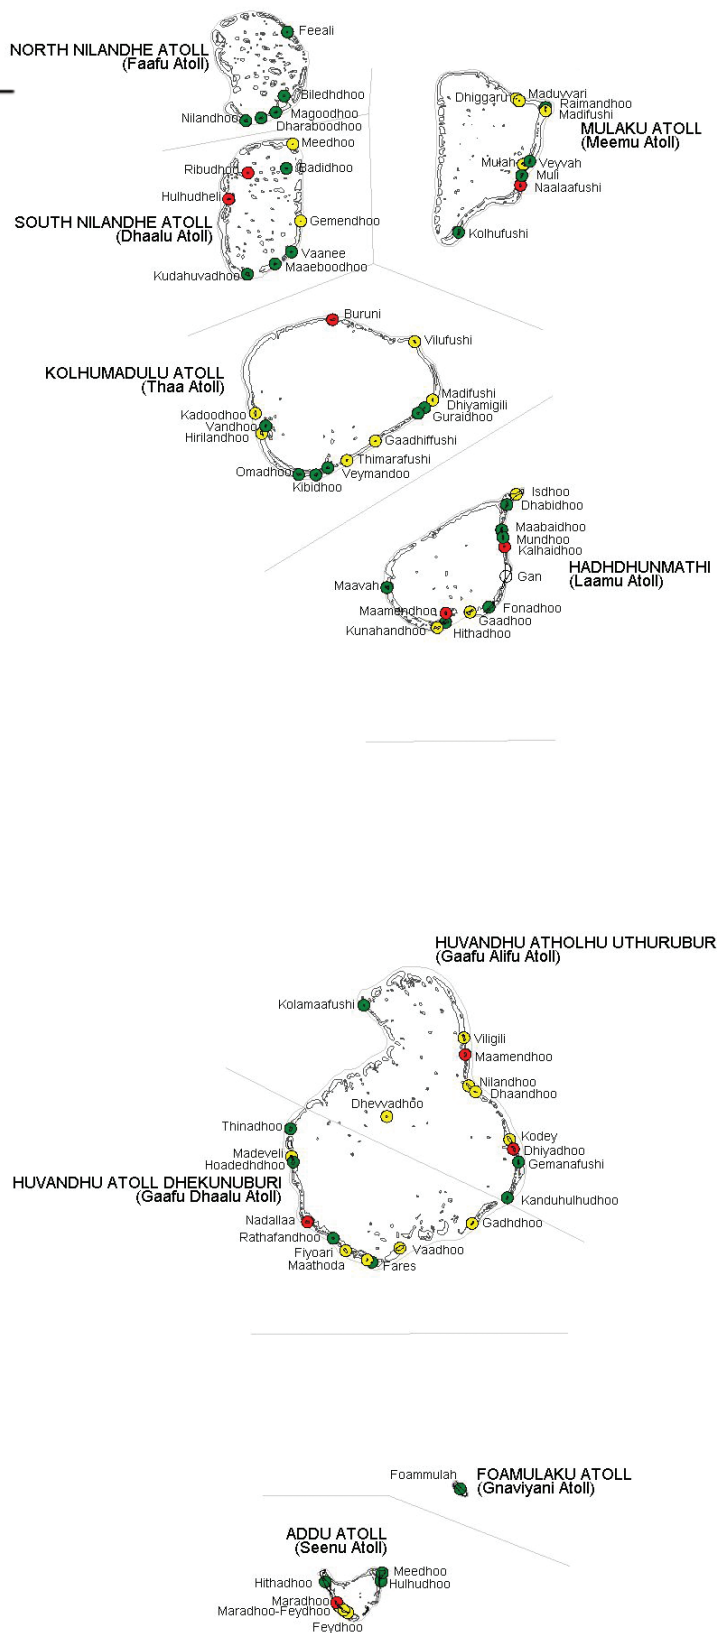 Feeali
NORTH NILANDHE ATOLL
(Faafu Atoll)
Biledhdhoo
Nilandhoo
Magoodhoo
Dharaboodhoo
Dhiggaru
Maduvvari
Raimandhoo
Madifushi
MULAKU ATOLL
(Meemu Atoll)
Meedhoo
Ribudhoo
Badidhoo
Hulhudheli
Mulah
Veyvah
Muli
Naalaafushi
SOUTH NILANDHE ATOLL
(Dhaalu Atoll)
Gemendhoo
Kolhufushi
Vaanee
Maaeboodhoo
Kudahuvadhoo
Buruni
Vilufushi
KOLHUMADULU ATOLL
(Thaa Atoll)
Madifushi
Dhiyamigili
Guraidhoo
Kadoodhoo
Vandhoo
Hirilandhoo
Gaadhiffushi
Thimarafushi
Omadhoo
Veymandoo
Kibidhoo
Isdhoo
Dhabidhoo
Maabaidhoo
Mundhoo
Kalhaidhoo
HADHDHUNMATHI
(Laamu Atoll)
Gan
Maavah
Maamendhoo
Fonadhoo
Gaadhoo
Kunahandhoo
Hithadhoo
HUVANDHU ATHOLHU UTHURUBUR
(Gaafu Alifu Atoll)
Kolamaafushi
Viligili
Maamendhoo
Nilandhoo
Dhaandhoo
Dhevvadhoo
Thinadhoo
Kodey
Dhiyadhoo
Gemanafushi
Madeveli
Hoadedhdhoo
HUVANDHU ATOLL DHEKUNUBURI
(Gaafu Dhaalu Atoll)
Kanduhulhudhoo
Nadallaa
Gadhdhoo
Rathafandhoo
Fiyoari
Vaadhoo
Maathoda
Fares
Foammulah
FOAMULAKU ATOLL
(Gnaviyani Atoll)
ADDU ATOLL
(Seenu Atoll)
Meedhoo
Hithadhoo
Hulhudhoo
Maradhoo
Maradhoo-Feydhoo
Feydhoo